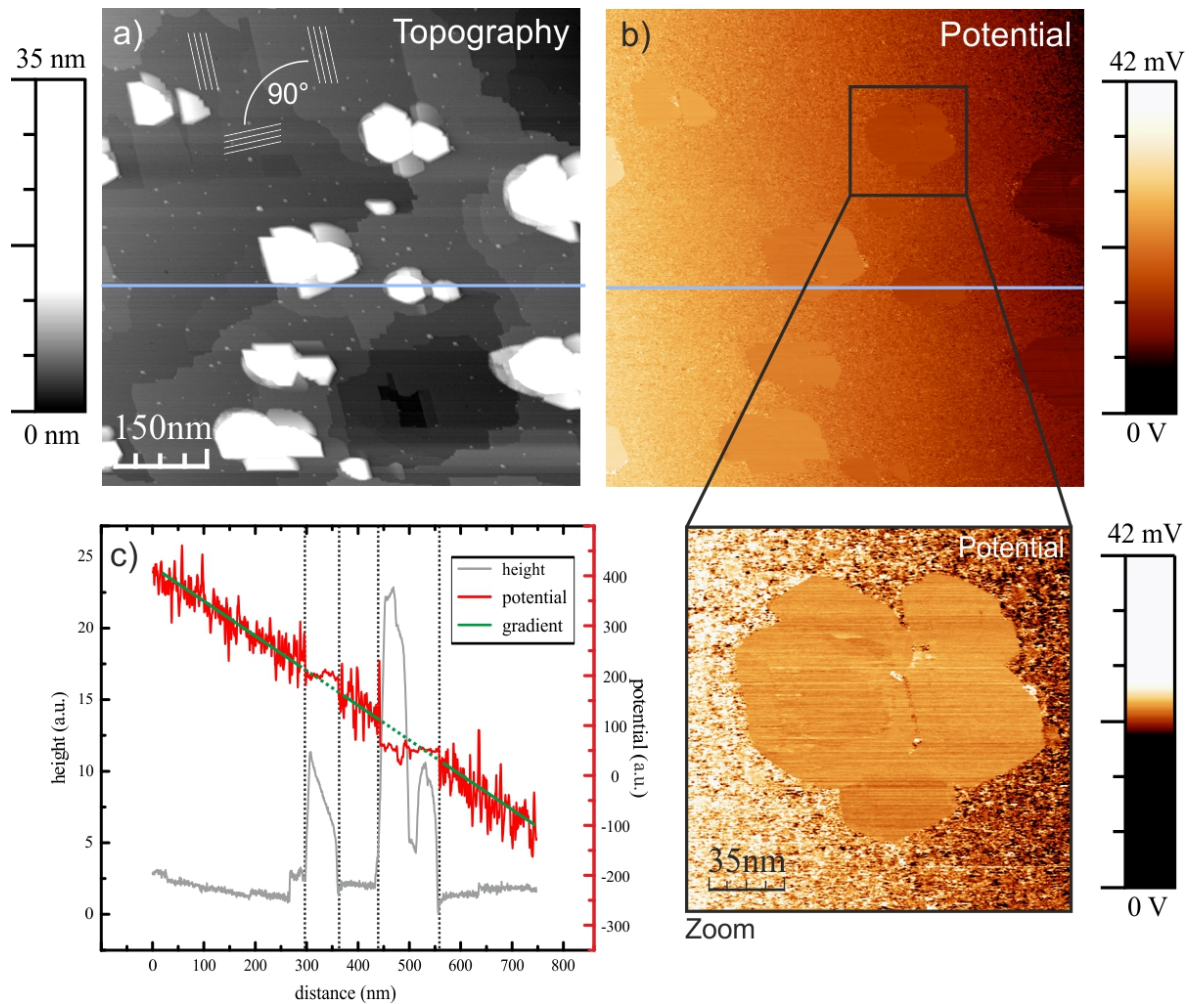 a)
Topography
35 nm
0 nm
90°
150nm
b)
Potential
42 mV
0 V
c)
height
potential
gradient
height (a.u.)
25
20
15
10
5
0
potential (a.u.)
400
300
200
100
0
-100
-200
-300
0 100 200 300 400 500 600 700 800
distance (nm)
Potential
35nm
Zoom
42 mV
0 V